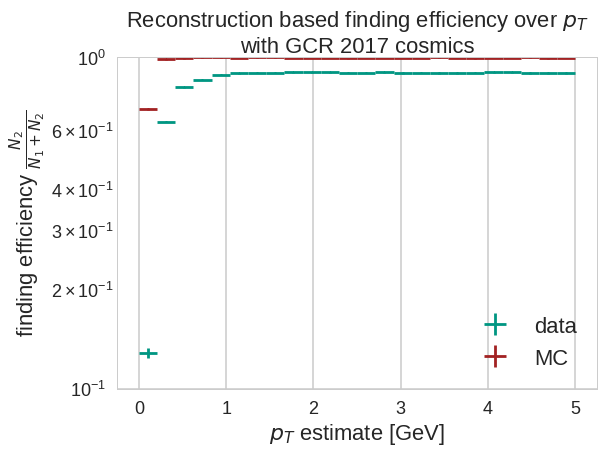 Reconstruction based finding efficiency over p_T
with GCR 2017 cosmics
finding efficiency N_2 / (N_1 + N_2)
10^0
6 × 10^−1
4 × 10^−1
3 × 10^−1
2 × 10^−1
10^−1
data
MC
0 1 2 3 4 5
p_T estimate [GeV]